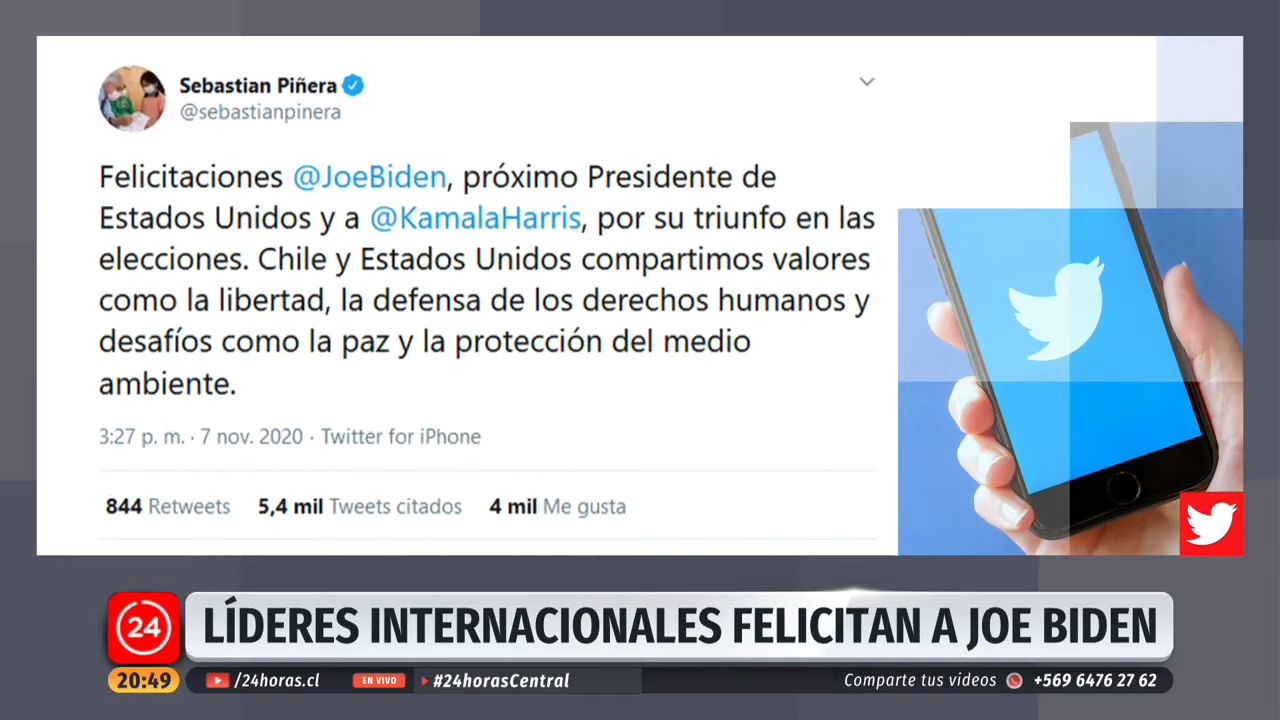 Sebastian Piñera
@sebastianpinera
Felicitaciones @JoeBiden, próximo Presidente de
Estados Unidos y a @KamalaHarris, por su triunfo en las
elecciones. Chile y Estados Unidos compartimos valores
como la libertad, la defensa de los derechos humanos y
desafíos como la paz y la protección del medio
ambiente.
3:27 p. m. · 7 nov. 2020 · Twitter for iPhone
844 Retweets 5,4 mil Tweets citados 4 mil Me gusta
24 LÍDERES INTERNACIONALES FELICITAN A JOE BIDEN
20:49 /24horas.cl EN VIVO #24horasCentral Comparte tus videos +569 6476 27 62